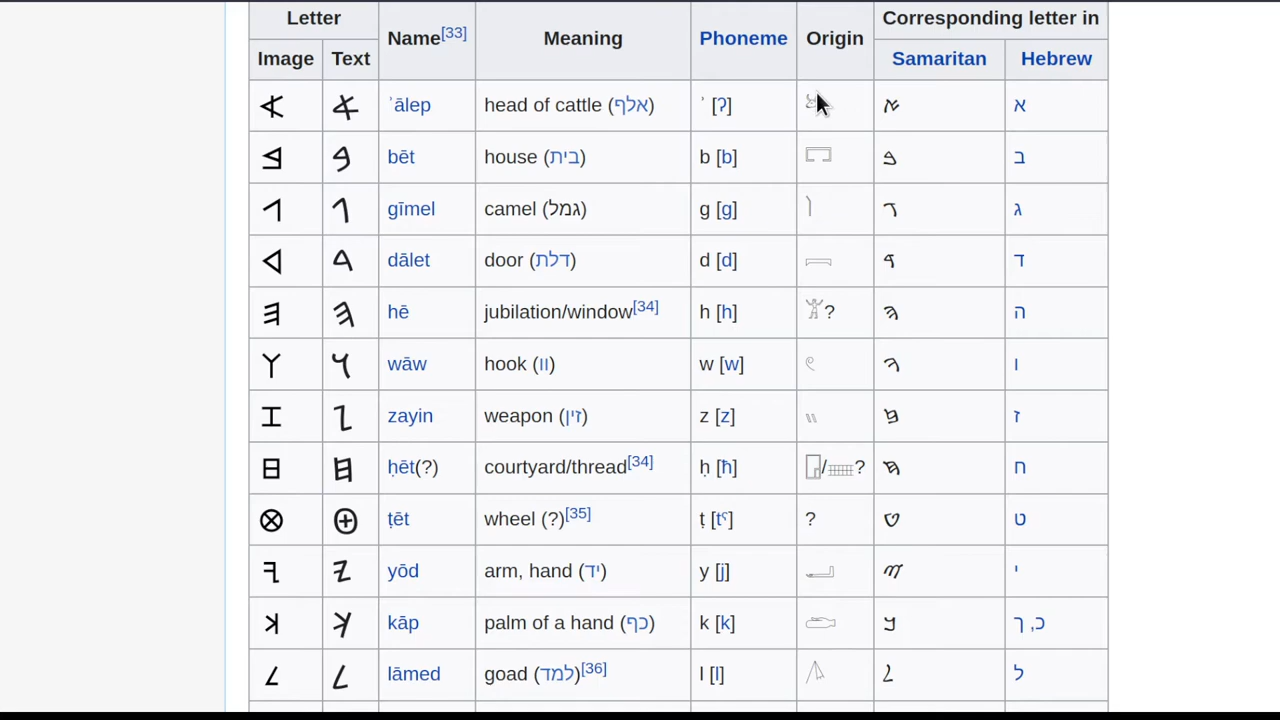 Letter Name[33] Meaning Phoneme Origin Corresponding letter in
Image Text Samaritan Hebrew
𐤀 ʾālep head of cattle (אלף) ʾ [ʔ] ࠀ א
𐤁 bēt house (בית) b [b] ࠁ ב
𐤂 gīmel camel (גמל) g [g] ࠂ ג
𐤃 dālet door (דלת) d [d] ࠃ ד
𐤄 hē jubilation/window[34] h [h] ? ࠄ ה
𐤅 wāw hook (וו) w [w] ࠅ ו
𐤆 zayin weapon (זין) z [z] ࠆ ז
𐤇 ḥēt(?) courtyard/thread[34] ḥ [ħ] /? ࠇ ח
𐤈 ṭēt wheel (?)[35] ṭ [tˤ] ? ࠈ ט
𐤉 yōd arm, hand (יד) y [j] ࠉ י
𐤊 kāp palm of a hand (כף) k [k] ࠊ כ, ך
𐤋 lāmed goad (למד)[36] l [l] ࠋ ל